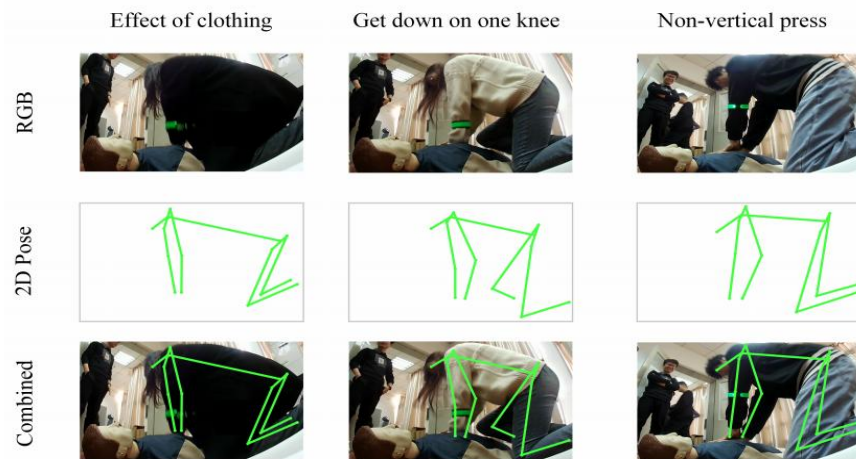 Effect of clothing
Get down on one knee
Non-vertical press
RGB
2D Pose
Combined